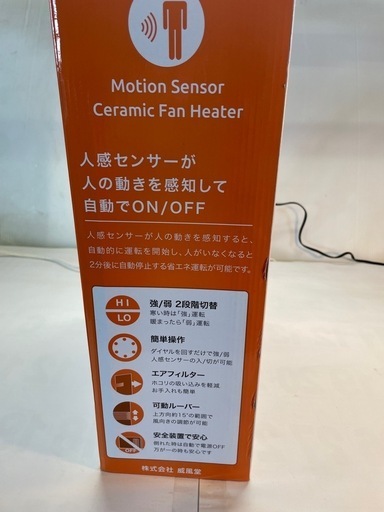 Motion Sensor
Ceramic Fan Heater
人感センサーが
人の動きを感知して
自動でON/OFF
人感センサーが人の動きを感知すると、
自動的に運転を開始し、人がいなくなると
2分後に自動停止する省エネ運転が可能です。
HI
LO
強/弱 2段階切替
寒い時は「強」運転
暖まったら「弱」運転
簡単操作
ダイヤルを回すだけで強/弱
人感センサーの入/切が可能
エアフィルター
ホコリの吸い込みを軽減
お手入れも簡単
可動ルーバー
上方向約15°の範囲で
風向きの調節が可能
安全装置で安心
倒れた時は自動で電源OFF
万が一の時も安心です
株式会社 威風堂